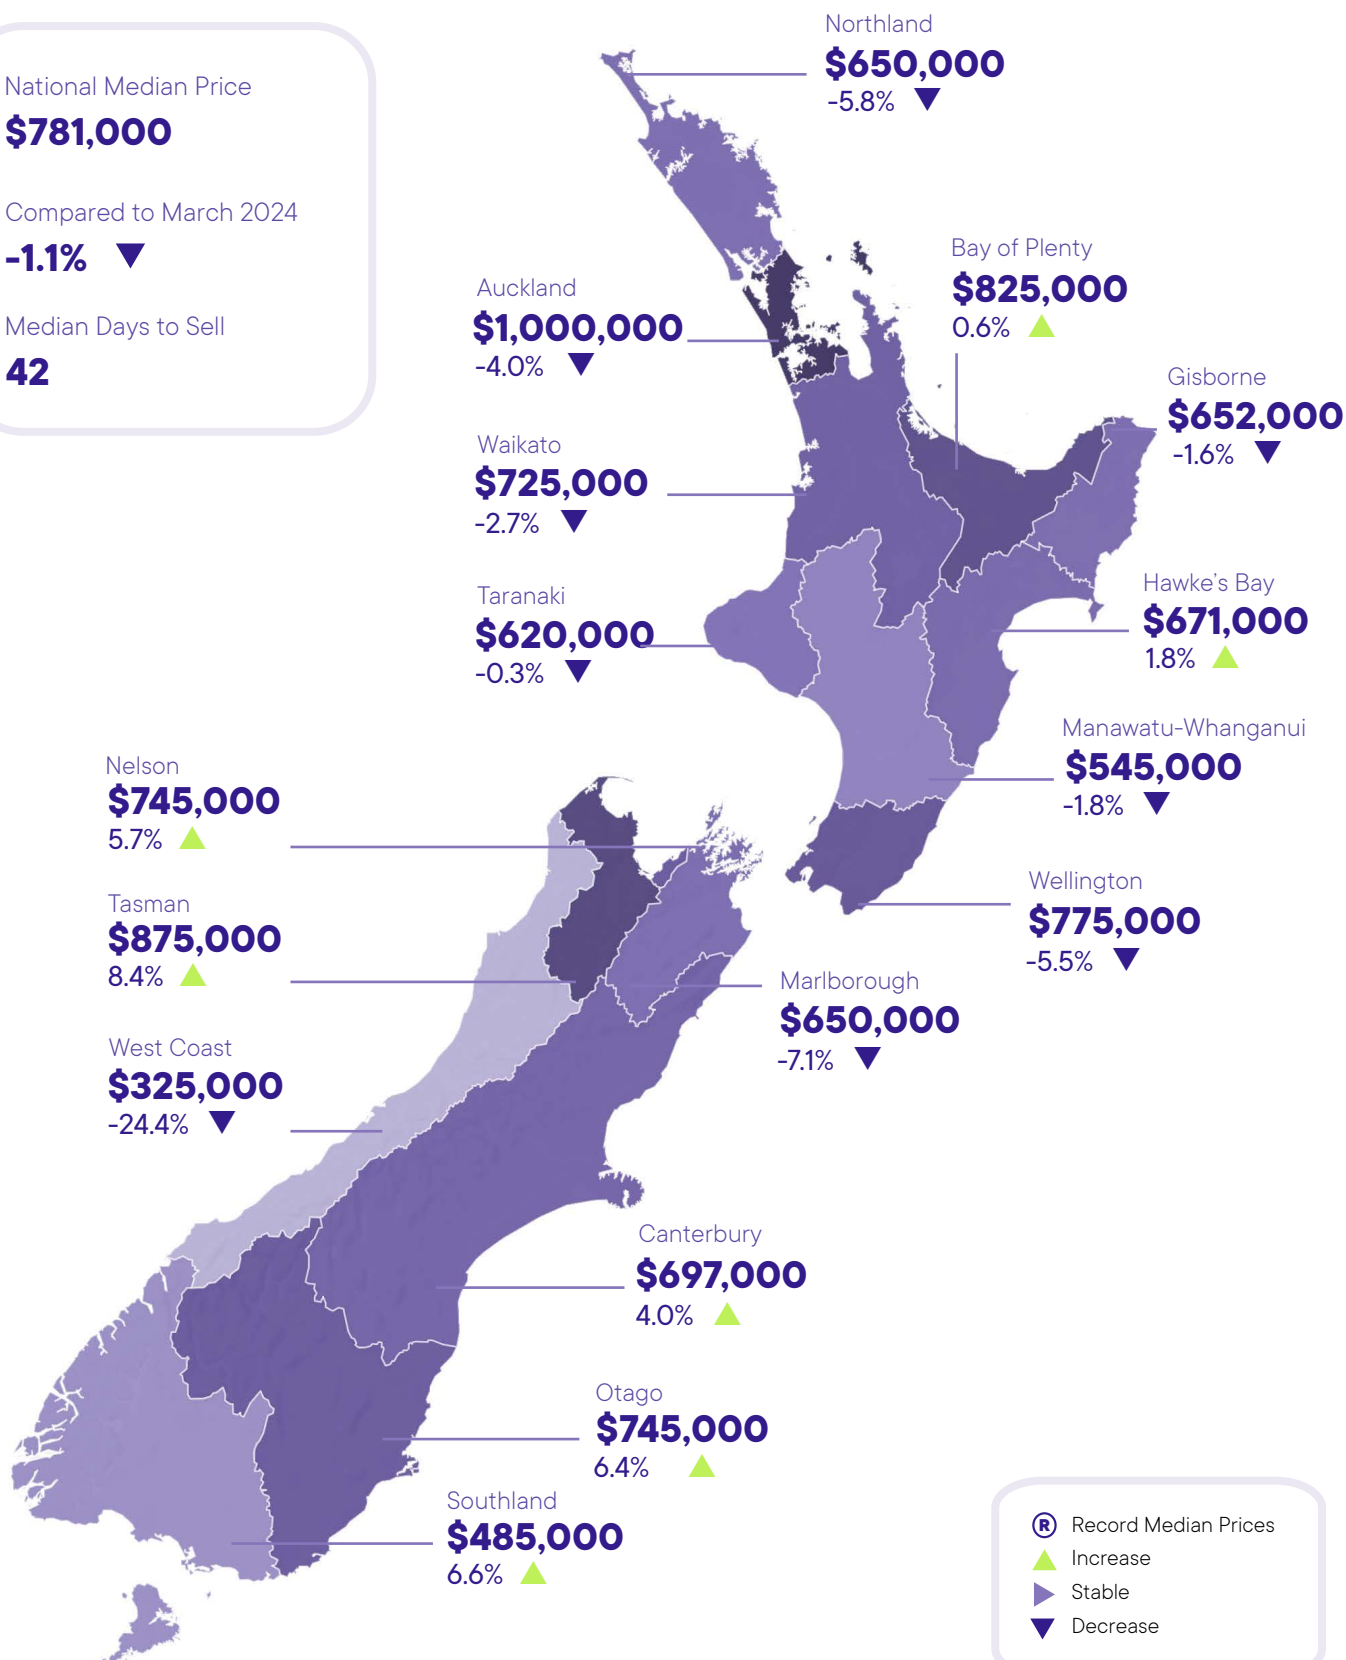 National Median Price
$781,000
Compared to March 2024
-1.1%
Median Days to Sell
42
Northland
$650,000
-5.8%
Auckland
$1,000,000
-4.0%
Bay of Plenty
$825,000
0.6%
Gisborne
$652,000
-1.6%
Waikato
$725,000
-2.7%
Taranaki
$620,000
-0.3%
Hawke's Bay
$671,000
1.8%
Manawatu-Whanganui
$545,000
-1.8%
Wellington
$775,000
-5.5%
Nelson
$745,000
5.7%
Tasman
$875,000
8.4%
Marlborough
$650,000
-7.1%
West Coast
$325,000
-24.4%
Canterbury
$697,000
4.0%
Otago
$745,000
6.4%
Southland
$485,000
6.6%
® Record Median Prices
Increase
Stable
Decrease